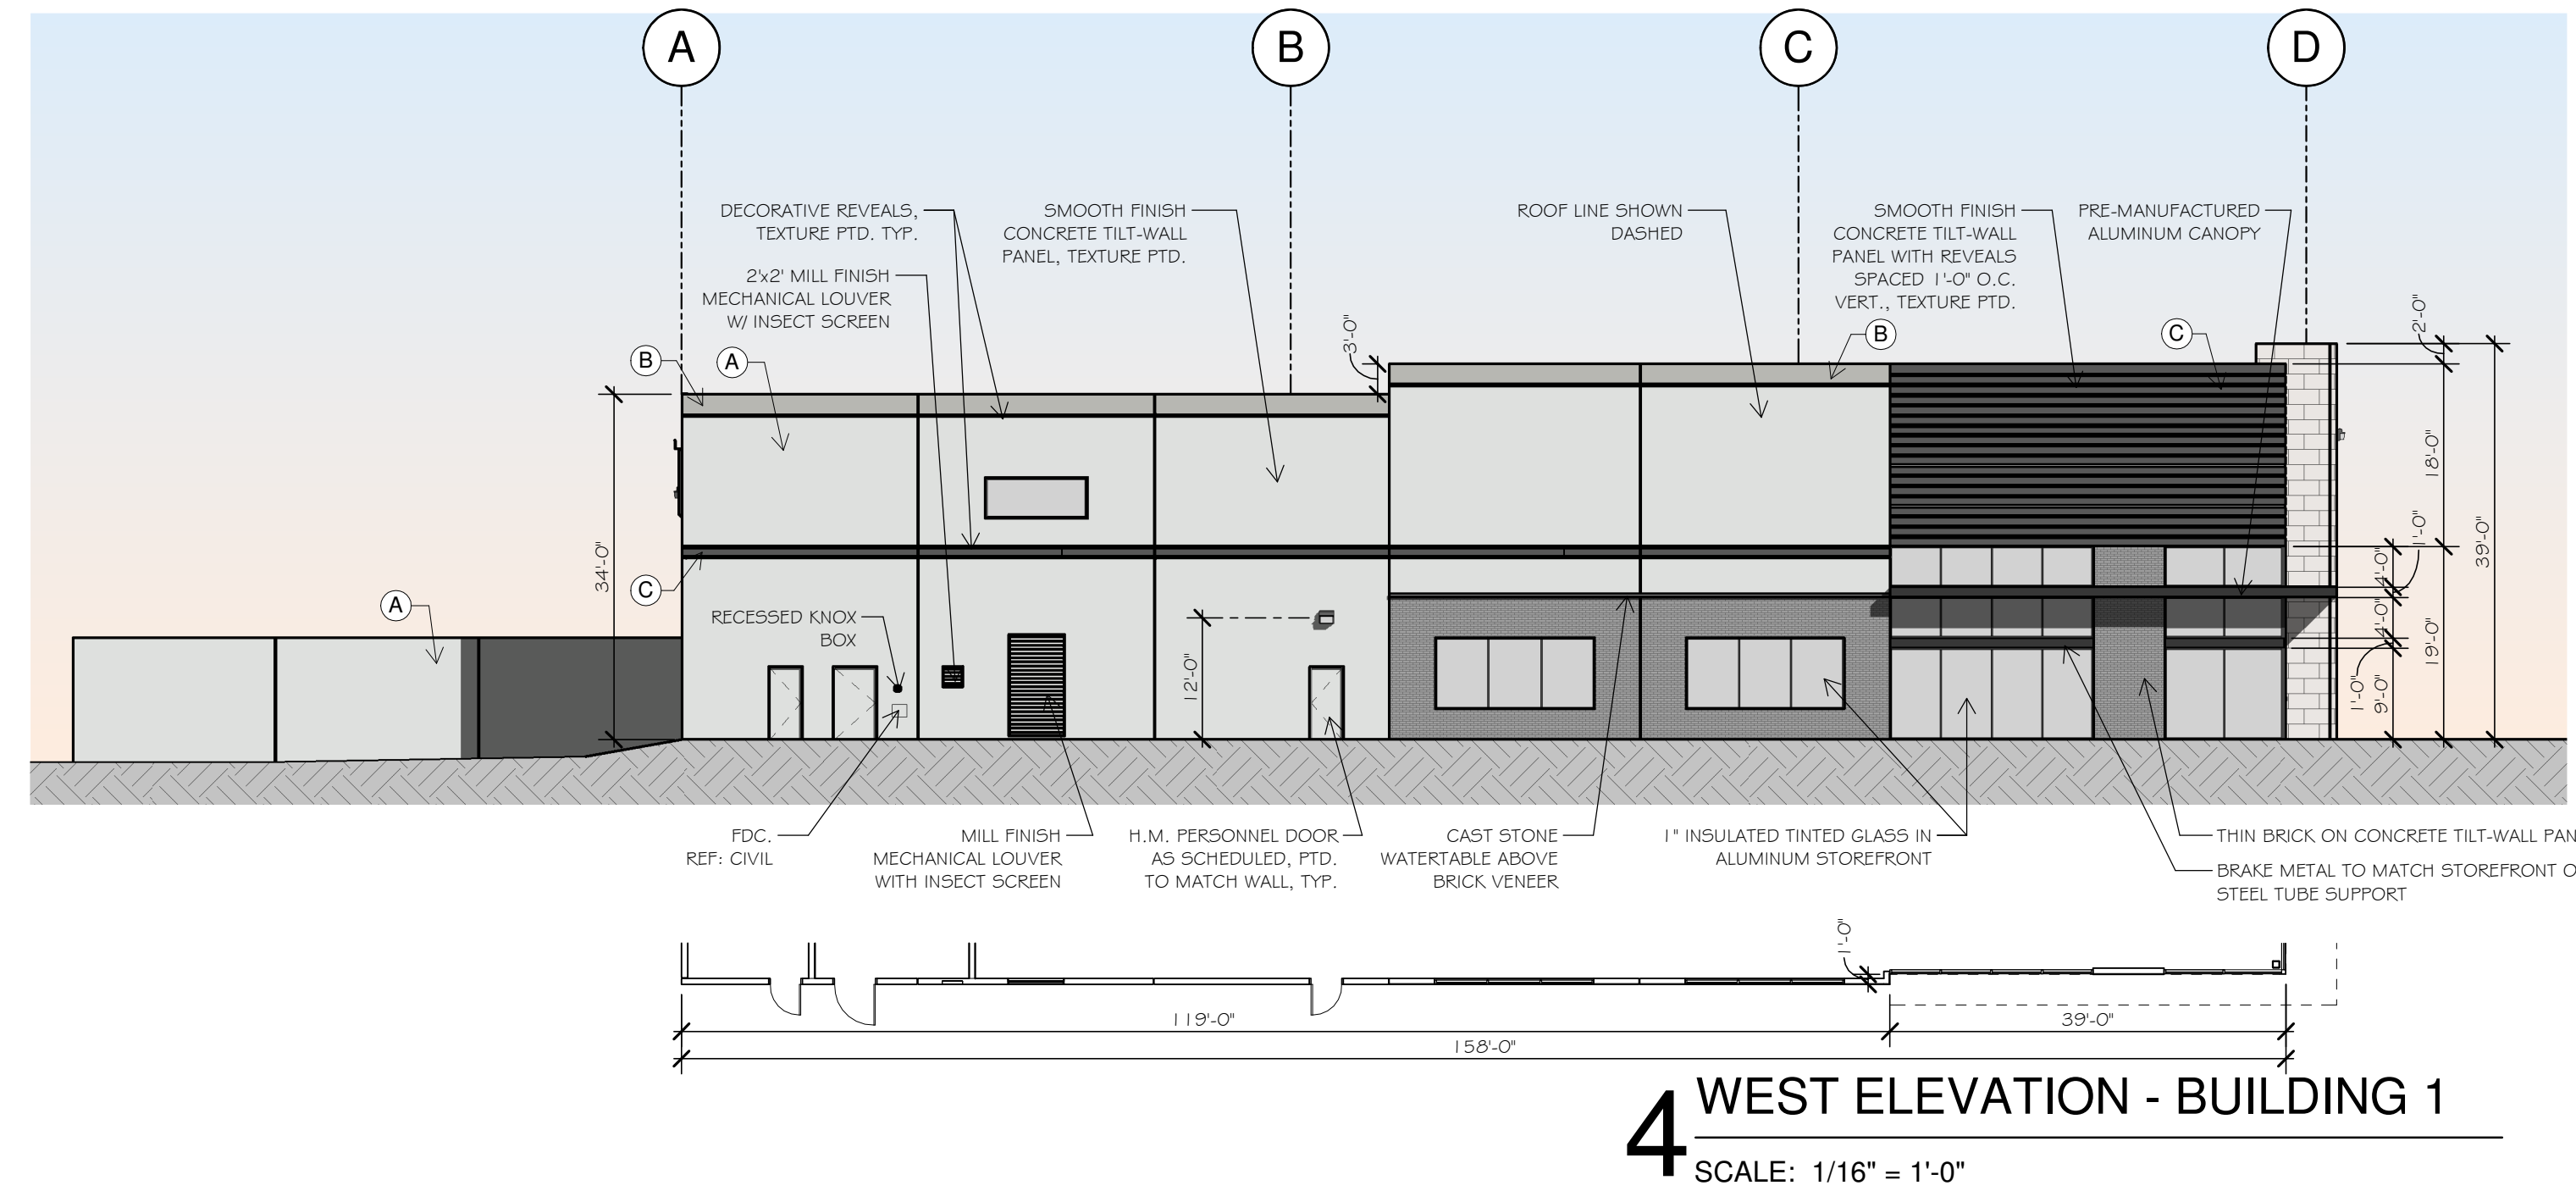 A
B
C
D
DECORATIVE REVEALS,
TEXTURE PTD. TYP.
SMOOTH FINISH
CONCRETE TILT-WALL
PANEL, TEXTURE PTD.
2'x2' MILL FINISH
MECHANICAL LOUVER
W/ INSECT SCREEN
ROOF LINE SHOWN
DASHED
SMOOTH FINISH
CONCRETE TILT-WALL
PANEL WITH REVEALS
SPACED 1'-0" O.C.
VERT., TEXTURE PTD.
PRE-MANUFACTURED
ALUMINUM CANOPY
B
A
3'-0"
B
C
2'-0"
18'-0"
1'-0"
39'-0"
4'-0"
4'-0"
19'-0"
1'-0"
9'-0"
34'-0"
C
A
RECESSED KNOX
BOX
12'-0"
FDC.
REF: CIVIL
MILL FINISH
MECHANICAL LOUVER
WITH INSECT SCREEN
H.M. PERSONNEL DOOR
AS SCHEDULED, PTD.
TO MATCH WALL, TYP.
CAST STONE
WATERTABLE ABOVE
BRICK VENEER
1" INSULATED TINTED GLASS IN
ALUMINUM STOREFRONT
THIN BRICK ON CONCRETE TILT-WALL PAN
BRAKE METAL TO MATCH STOREFRONT O
STEEL TUBE SUPPORT
1'-0"
119'-0"
39'-0"
158'-0"
4
WEST ELEVATION - BUILDING 1
SCALE: 1/16" = 1'-0"